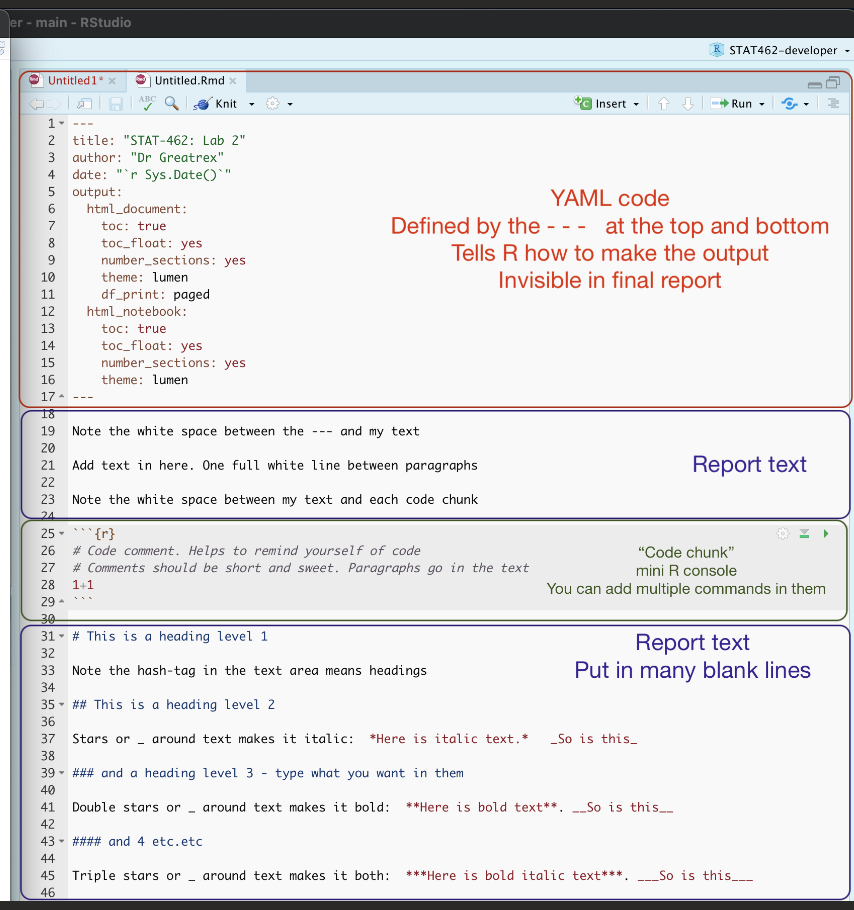 er - main - RStudio
STAT462-developer
Untitled1* Untitled.Rmd
ABC Knit Insert Run
1 ---
2 title: "STAT-462: Lab 2"
3 author: "Dr Greatrex"
4 date: "`r Sys.Date()`"
5 output:
6   html_document:
7     toc: true
8     toc_float: yes
9     number_sections: yes
10     theme: lumen
11     df_print: paged
12   html_notebook:
13     toc: true
14     toc_float: yes
15     number_sections: yes
16     theme: lumen
17 ---
YAML code
Defined by the - - - at the top and bottom
Tells R how to make the output
Invisible in final report
18
19 Note the white space between the --- and my text
20
21 Add text in here. One full white line between paragraphs
22
23 Note the white space between my text and each code chunk
24
Report text
25 ```{r}
26 # Code comment. Helps to remind yourself of code
27 # Comments should be short and sweet. Paragraphs go in the text
28 1+1
29 ```
“Code chunk”
mini R console
You can add multiple commands in them
30
31 # This is a heading level 1
32
33 Note the hash-tag in the text area means headings
34
35 ## This is a heading level 2
36
37 Stars or _ around text makes it italic:  *Here is italic text.*   _So is this_
38
39 ### and a heading level 3 - type what you want in them
40
41 Double stars or _ around text makes it bold:  **Here is bold text**. __So is this__
42
43 #### and 4 etc.etc
44
45 Triple stars or _ around text makes it both:  ***Here is bold italic text***. ___So is this___
46
Report text
Put in many blank lines